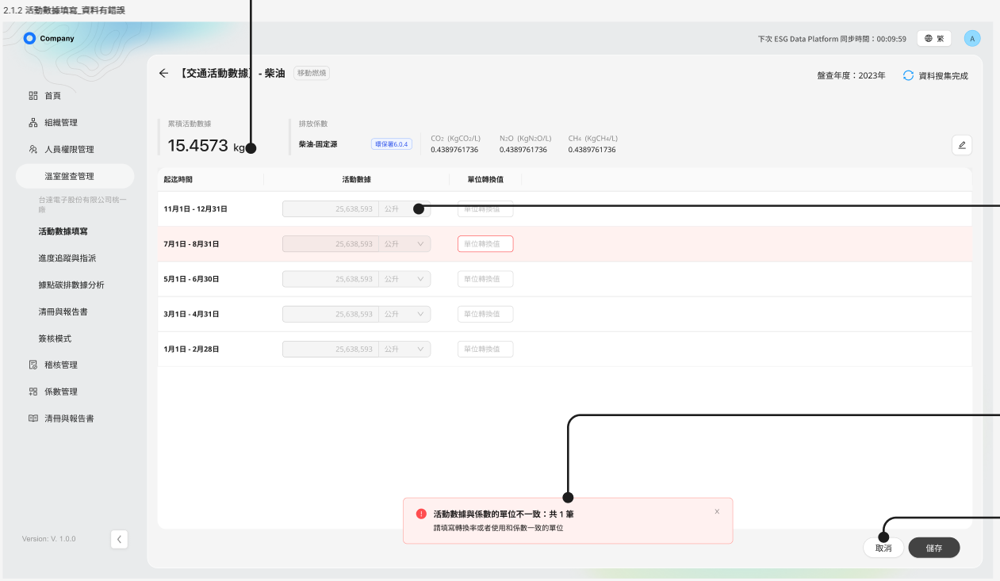 2.1.2 活動數據填寫_資料有錯誤
Company
下次 ESG Data Platform 同步時間：00:09:59
繁
A
【交通活動數據】 - 柴油
移動燃燒
盤查年度：2023年
資料搜集完成
首頁
組織管理
人員權限管理
溫室盤查管理
台達電子股份有限公司桃一
廠
活動數據填寫
進度追蹤與指派
據點碳排數據分析
清冊與報告書
簽核模式
稽核管理
係數管理
清冊與報告書
Version: V. 1.0.0
累積活動數據
15.4573 kg
排放係數
柴油-固定源
環保署6.0.4
CO₂ (KgCO₂/L)
0.4389761736
N₂O (KgN₂O/L)
0.4389761736
CH₄ (KgCH₄/L)
0.4389761736
起迄時間 活動數據 單位轉換值
11月1日 - 12月31日 25,638,593 公升 單位轉換值
7月1日 - 8月31日 25,638,593 公升 單位轉換值
5月1日 - 6月30日 25,638,593 公升 單位轉換值
3月1日 - 4月31日 25,638,593 公升 單位轉換值
1月1日 - 2月28日 25,638,593 公升 單位轉換值
活動數據與係數的單位不一致：共 1 筆
請填寫轉換率或者使用和係數一致的單位
取消
儲存